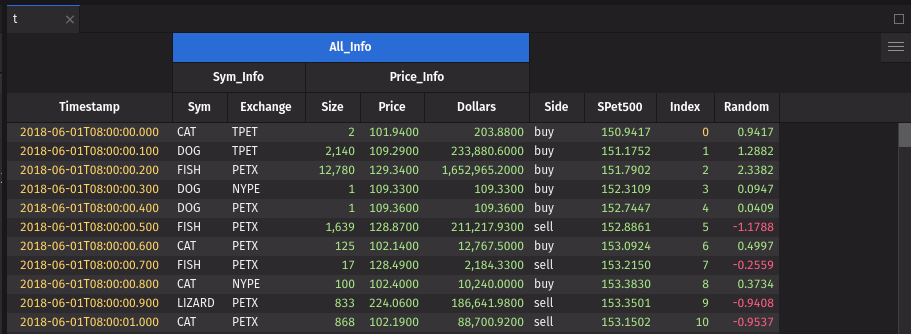 t
All_Info
Sym_Info Price_Info
Timestamp Sym Exchange Size Price Dollars Side SPet500 Index Random
2018-06-01T08:00:00.000 CAT TPET 2 101.9400 203.8800 buy 150.9417 0 0.9417
2018-06-01T08:00:00.100 DOG TPET 2,140 109.2900 233,880.6000 buy 151.1752 1 1.2882
2018-06-01T08:00:00.200 FISH PETX 12,780 129.3400 1,652,965.2000 buy 151.7902 2 2.3382
2018-06-01T08:00:00.300 DOG NYPE 1 109.3300 109.3300 buy 152.3109 3 0.0947
2018-06-01T08:00:00.400 DOG PETX 1 109.3600 109.3600 buy 152.7447 4 0.0409
2018-06-01T08:00:00.500 FISH PETX 1,639 128.8700 211,217.9300 sell 152.8861 5 -1.1788
2018-06-01T08:00:00.600 CAT PETX 125 102.1400 12,767.5000 buy 153.0924 6 0.4997
2018-06-01T08:00:00.700 FISH PETX 17 128.4900 2,184.3300 sell 153.2150 7 -0.2559
2018-06-01T08:00:00.800 CAT NYPE 100 102.4000 10,240.0000 buy 153.3830 8 0.3734
2018-06-01T08:00:00.900 LIZARD PETX 833 224.0600 186,641.9800 sell 153.3501 9 -0.9408
2018-06-01T08:00:01.000 CAT PETX 868 102.1900 88,700.9200 sell 153.1502 10 -0.9537